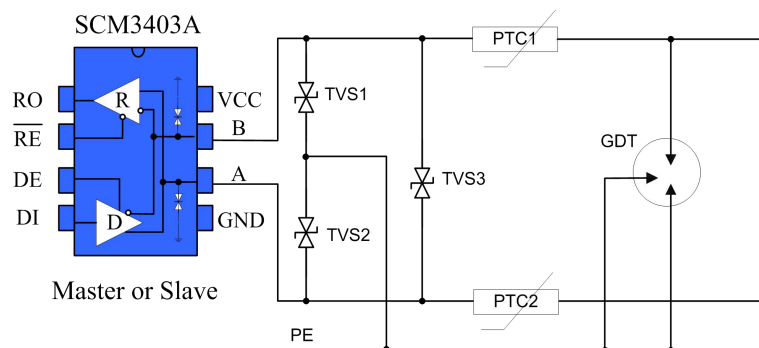 SCM3403A
RO
R
VCC
RE
B
DE
A
DI
D
GND
Master or Slave
TVS1
TVS2
TVS3
PTC1
PTC2
GDT
PE